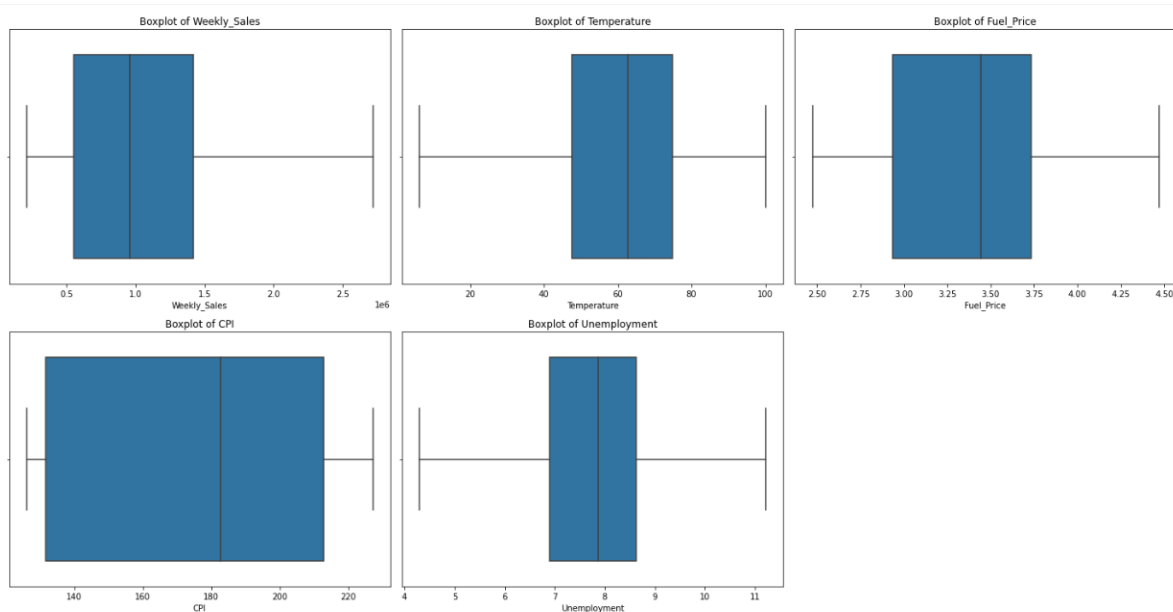 Boxplot of Weekly_Sales
0.5 1.0 1.5 2.0 2.5
1e6
Weekly_Sales
Boxplot of Temperature
20 40 60 80 100
Temperature
Boxplot of Fuel_Price
2.50 2.75 3.00 3.25 3.50 3.75 4.00 4.25 4.50
Fuel_Price
Boxplot of CPI
140 160 180 200 220
CPI
Boxplot of Unemployment
4 5 6 7 8 9 10 11
Unemployment